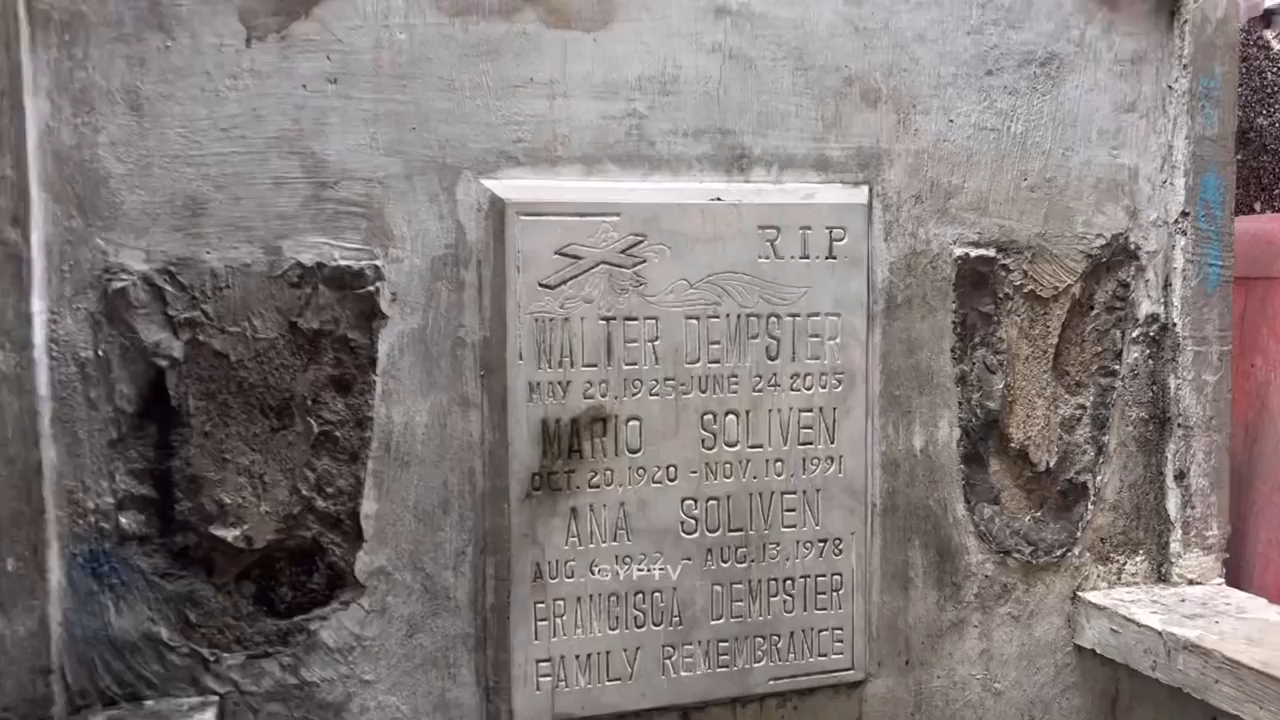 R.I.P.
WALTER DEMPSTER
MAY 20,1925-JUNE 24,2005
MARIO SOLIVEN
OCT. 20,1920 - NOV. 10,1991
ANA SOLIVEN
AUG. 6,1922 - AUG. 13,1978
GYPFV
FRANCISCA DEMPSTER
FAMILY REMEMBRANCE